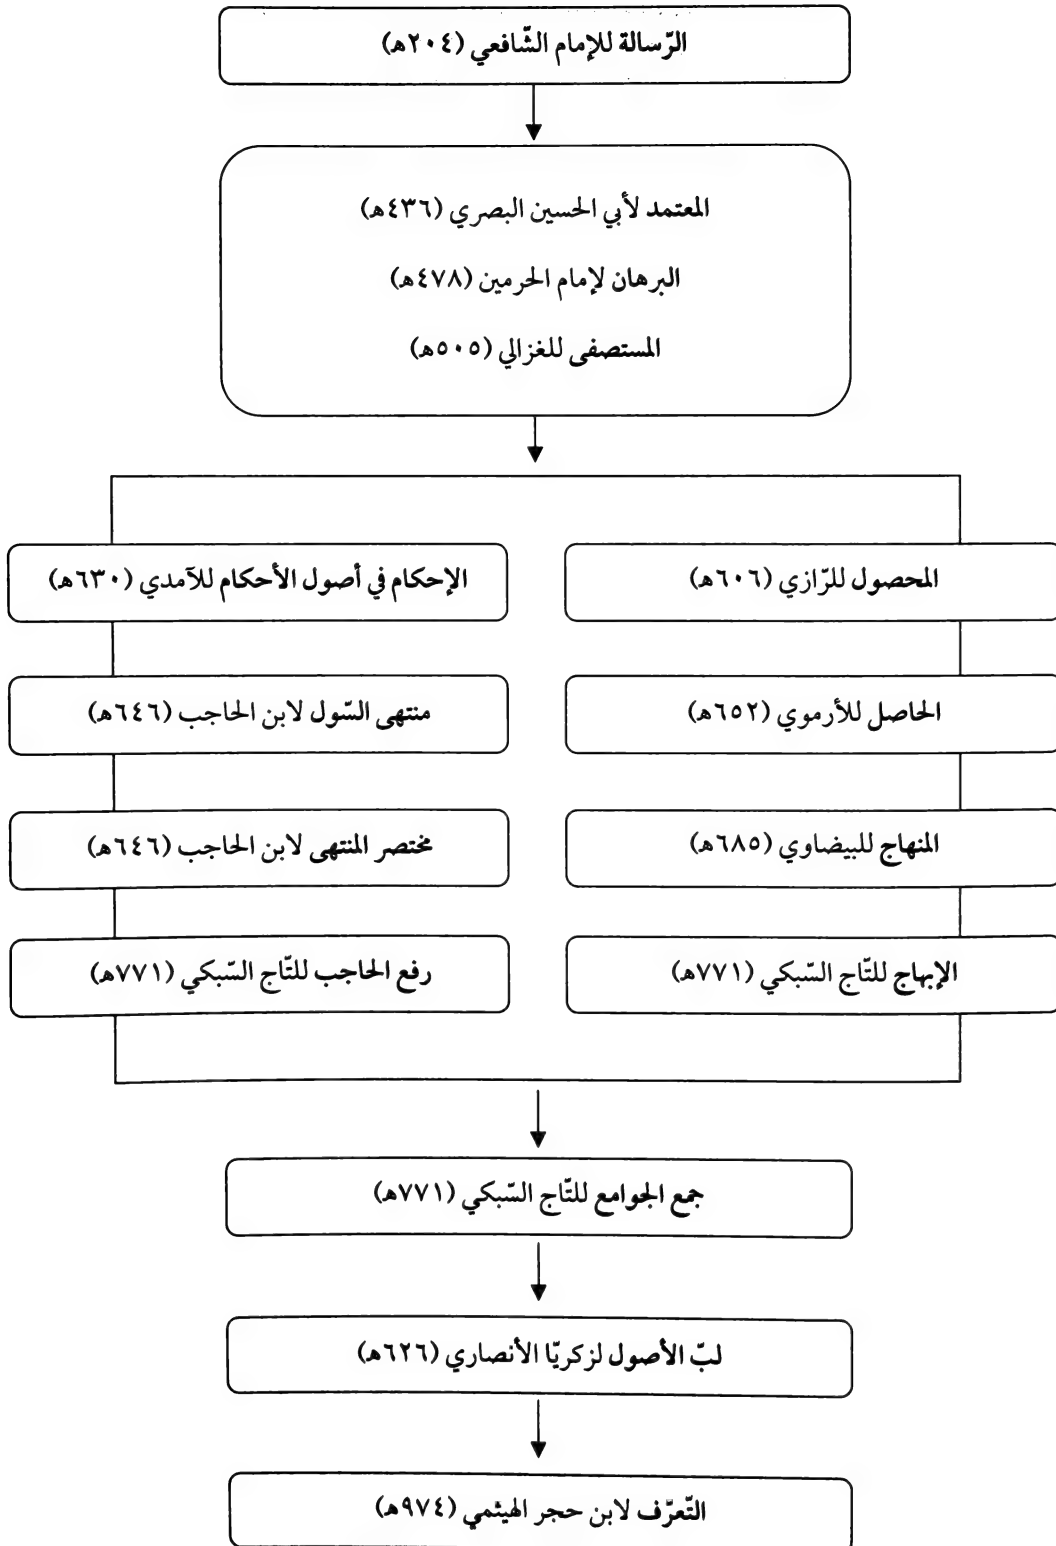 الرّسالة للإمام الشّافعي (٢٠٤هـ)
المعتمد لأبي الحسين البصري (٤٣٦هـ)
البرهان لإمام الحرمين (٤٧٨هـ)
المستصفى للغزالي (٥٠٥هـ)
المحصول للرّازي (٦٠٦هـ)
الإحكام في أصول الأحكام للآمدي (٦٣٠هـ)
الحاصل للأرموي (٦٥٢هـ)
منتهى السّول لابن الحاجب (٦٤٦هـ)
المنهاج للبيضاوي (٦٨٥هـ)
مختصر المنتهى لابن الحاجب (٦٤٦هـ)
الإبهاج للتّاج السّبكي (٧٧١هـ)
رفع الحاجب للتّاج السّبكي (٧٧١هـ)
جمع الجوامع للتّاج السّبكي (٧٧١هـ)
لبّ الأصول لزكريّا الأنصاري (٦٢٦هـ)
التّعرّف لابن حجر الهيثمي (٩٧٤هـ)